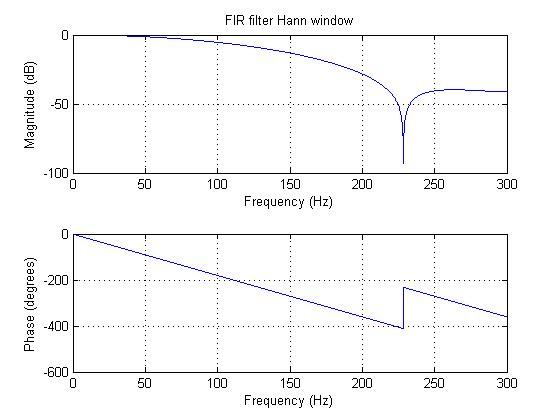 FIR filter Hann window
0
-50
-100
Magnitude (dB)
0 50 100 150 200 250 300
Frequency (Hz)
0
-200
-400
-600
Phase (degrees)
0 50 100 150 200 250 300
Frequency (Hz)